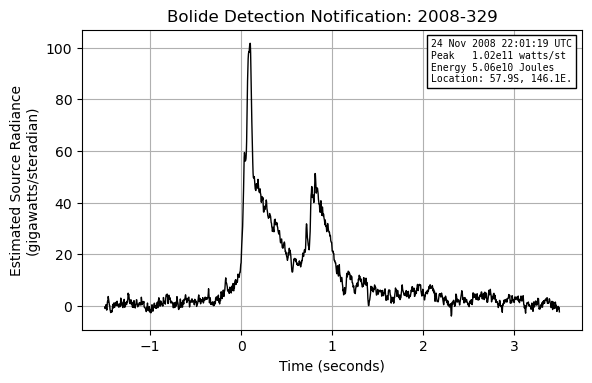 Bolide Detection Notification: 2008-329
24 Nov 2008 22:01:19 UTC
Peak   1.02e11 watts/st
Energy 5.06e10 Joules
Location: 57.9S, 146.1E.
Estimated Source Radiance
(gigawatts/steradian)
100
80
60
40
20
0
−1
0
1
2
3
Time (seconds)